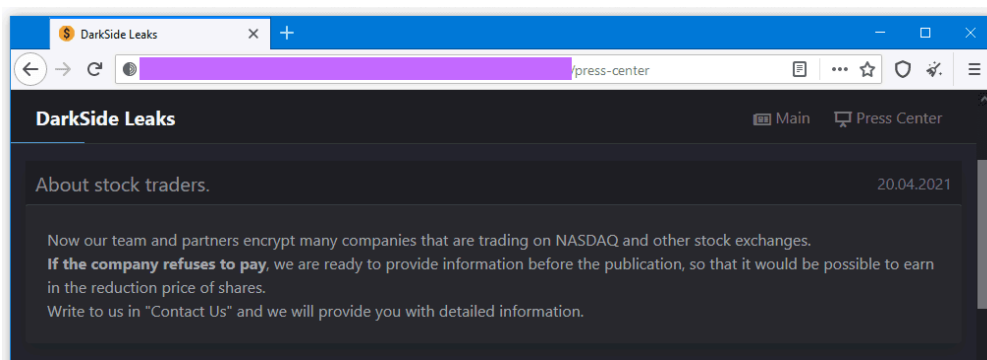 DarkSide Leaks
/press-center
DarkSide Leaks
Main
Press Center
About stock traders.
20.04.2021
Now our team and partners encrypt many companies that are trading on NASDAQ and other stock exchanges.
If the company refuses to pay, we are ready to provide information before the publication, so that it would be possible to earn
in the reduction price of shares.
Write to us in "Contact Us" and we will provide you with detailed information.